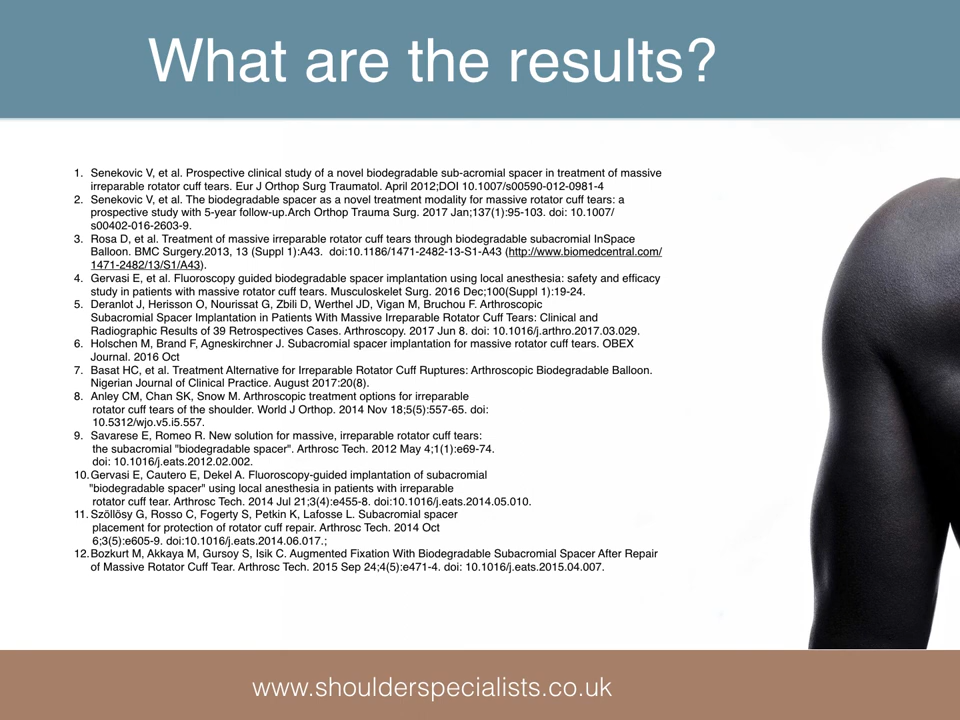 What are the results?
1. Senekovic V, et al. Prospective clinical study of a novel biodegradable sub-acromial spacer in treatment of massive
irreparable rotator cuff tears. Eur J Orthop Surg Traumatol. April 2012;DOI 10.1007/s00590-012-0981-4
2. Senekovic V, et al. The biodegradable spacer as a novel treatment modality for massive rotator cuff tears: a
prospective study with 5-year follow-up.Arch Orthop Trauma Surg. 2017 Jan;137(1):95-103. doi: 10.1007/
s00402-016-2603-9.
3. Rosa D, et al. Treatment of massive irreparable rotator cuff tears through biodegradable subacromial InSpace
Balloon. BMC Surgery.2013, 13 (Suppl 1):A43. doi:10.1186/1471-2482-13-S1-A43 (http://www.biomedcentral.com/
1471-2482/13/S1/A43).
4. Gervasi E, et al. Fluoroscopy guided biodegradable spacer implantation using local anesthesia: safety and efficacy
study in patients with massive rotator cuff tears. Musculoskelet Surg. 2016 Dec;100(Suppl 1):19-24.
5. Deranlot J, Herisson O, Nourissat G, Zbili D, Werthel JD, Vigan M, Bruchou F. Arthroscopic
Subacromial Spacer Implantation in Patients With Massive Irreparable Rotator Cuff Tears: Clinical and
Radiographic Results of 39 Retrospectives Cases. Arthroscopy. 2017 Jun 8. doi: 10.1016/j.arthro.2017.03.029.
6. Holschen M, Brand F, Agneskirchner J. Subacromial spacer implantation for massive rotator cuff tears. OBEX
Journal. 2016 Oct
7. Basat HC, et al. Treatment Alternative for Irreparable Rotator Cuff Ruptures: Arthroscopic Biodegradable Balloon.
Nigerian Journal of Clinical Practice. August 2017:20(8).
8. Anley CM, Chan SK, Snow M. Arthroscopic treatment options for irreparable
rotator cuff tears of the shoulder. World J Orthop. 2014 Nov 18;5(5):557-65. doi:
10.5312/wjo.v5.i5.557.
9. Savarese E, Romeo R. New solution for massive, irreparable rotator cuff tears:
the subacromial "biodegradable spacer". Arthrosc Tech. 2012 May 4;1(1):e69-74.
doi: 10.1016/j.eats.2012.02.002.
10. Gervasi E, Cautero E, Dekel A. Fluoroscopy-guided implantation of subacromial
"biodegradable spacer" using local anesthesia in patients with irreparable
rotator cuff tear. Arthrosc Tech. 2014 Jul 21;3(4):e455-8. doi:10.1016/j.eats.2014.05.010.
11. Szöllösy G, Rosso C, Fogerty S, Petkin K, Lafosse L. Subacromial spacer
placement for protection of rotator cuff repair. Arthrosc Tech. 2014 Oct
6;3(5):e605-9. doi:10.1016/j.eats.2014.06.017.;
12. Bozkurt M, Akkaya M, Gursoy S, Isik C. Augmented Fixation With Biodegradable Subacromial Spacer After Repair
of Massive Rotator Cuff Tear. Arthrosc Tech. 2015 Sep 24;4(5):e471-4. doi: 10.1016/j.eats.2015.04.007.
www.shoulderspecialists.co.uk